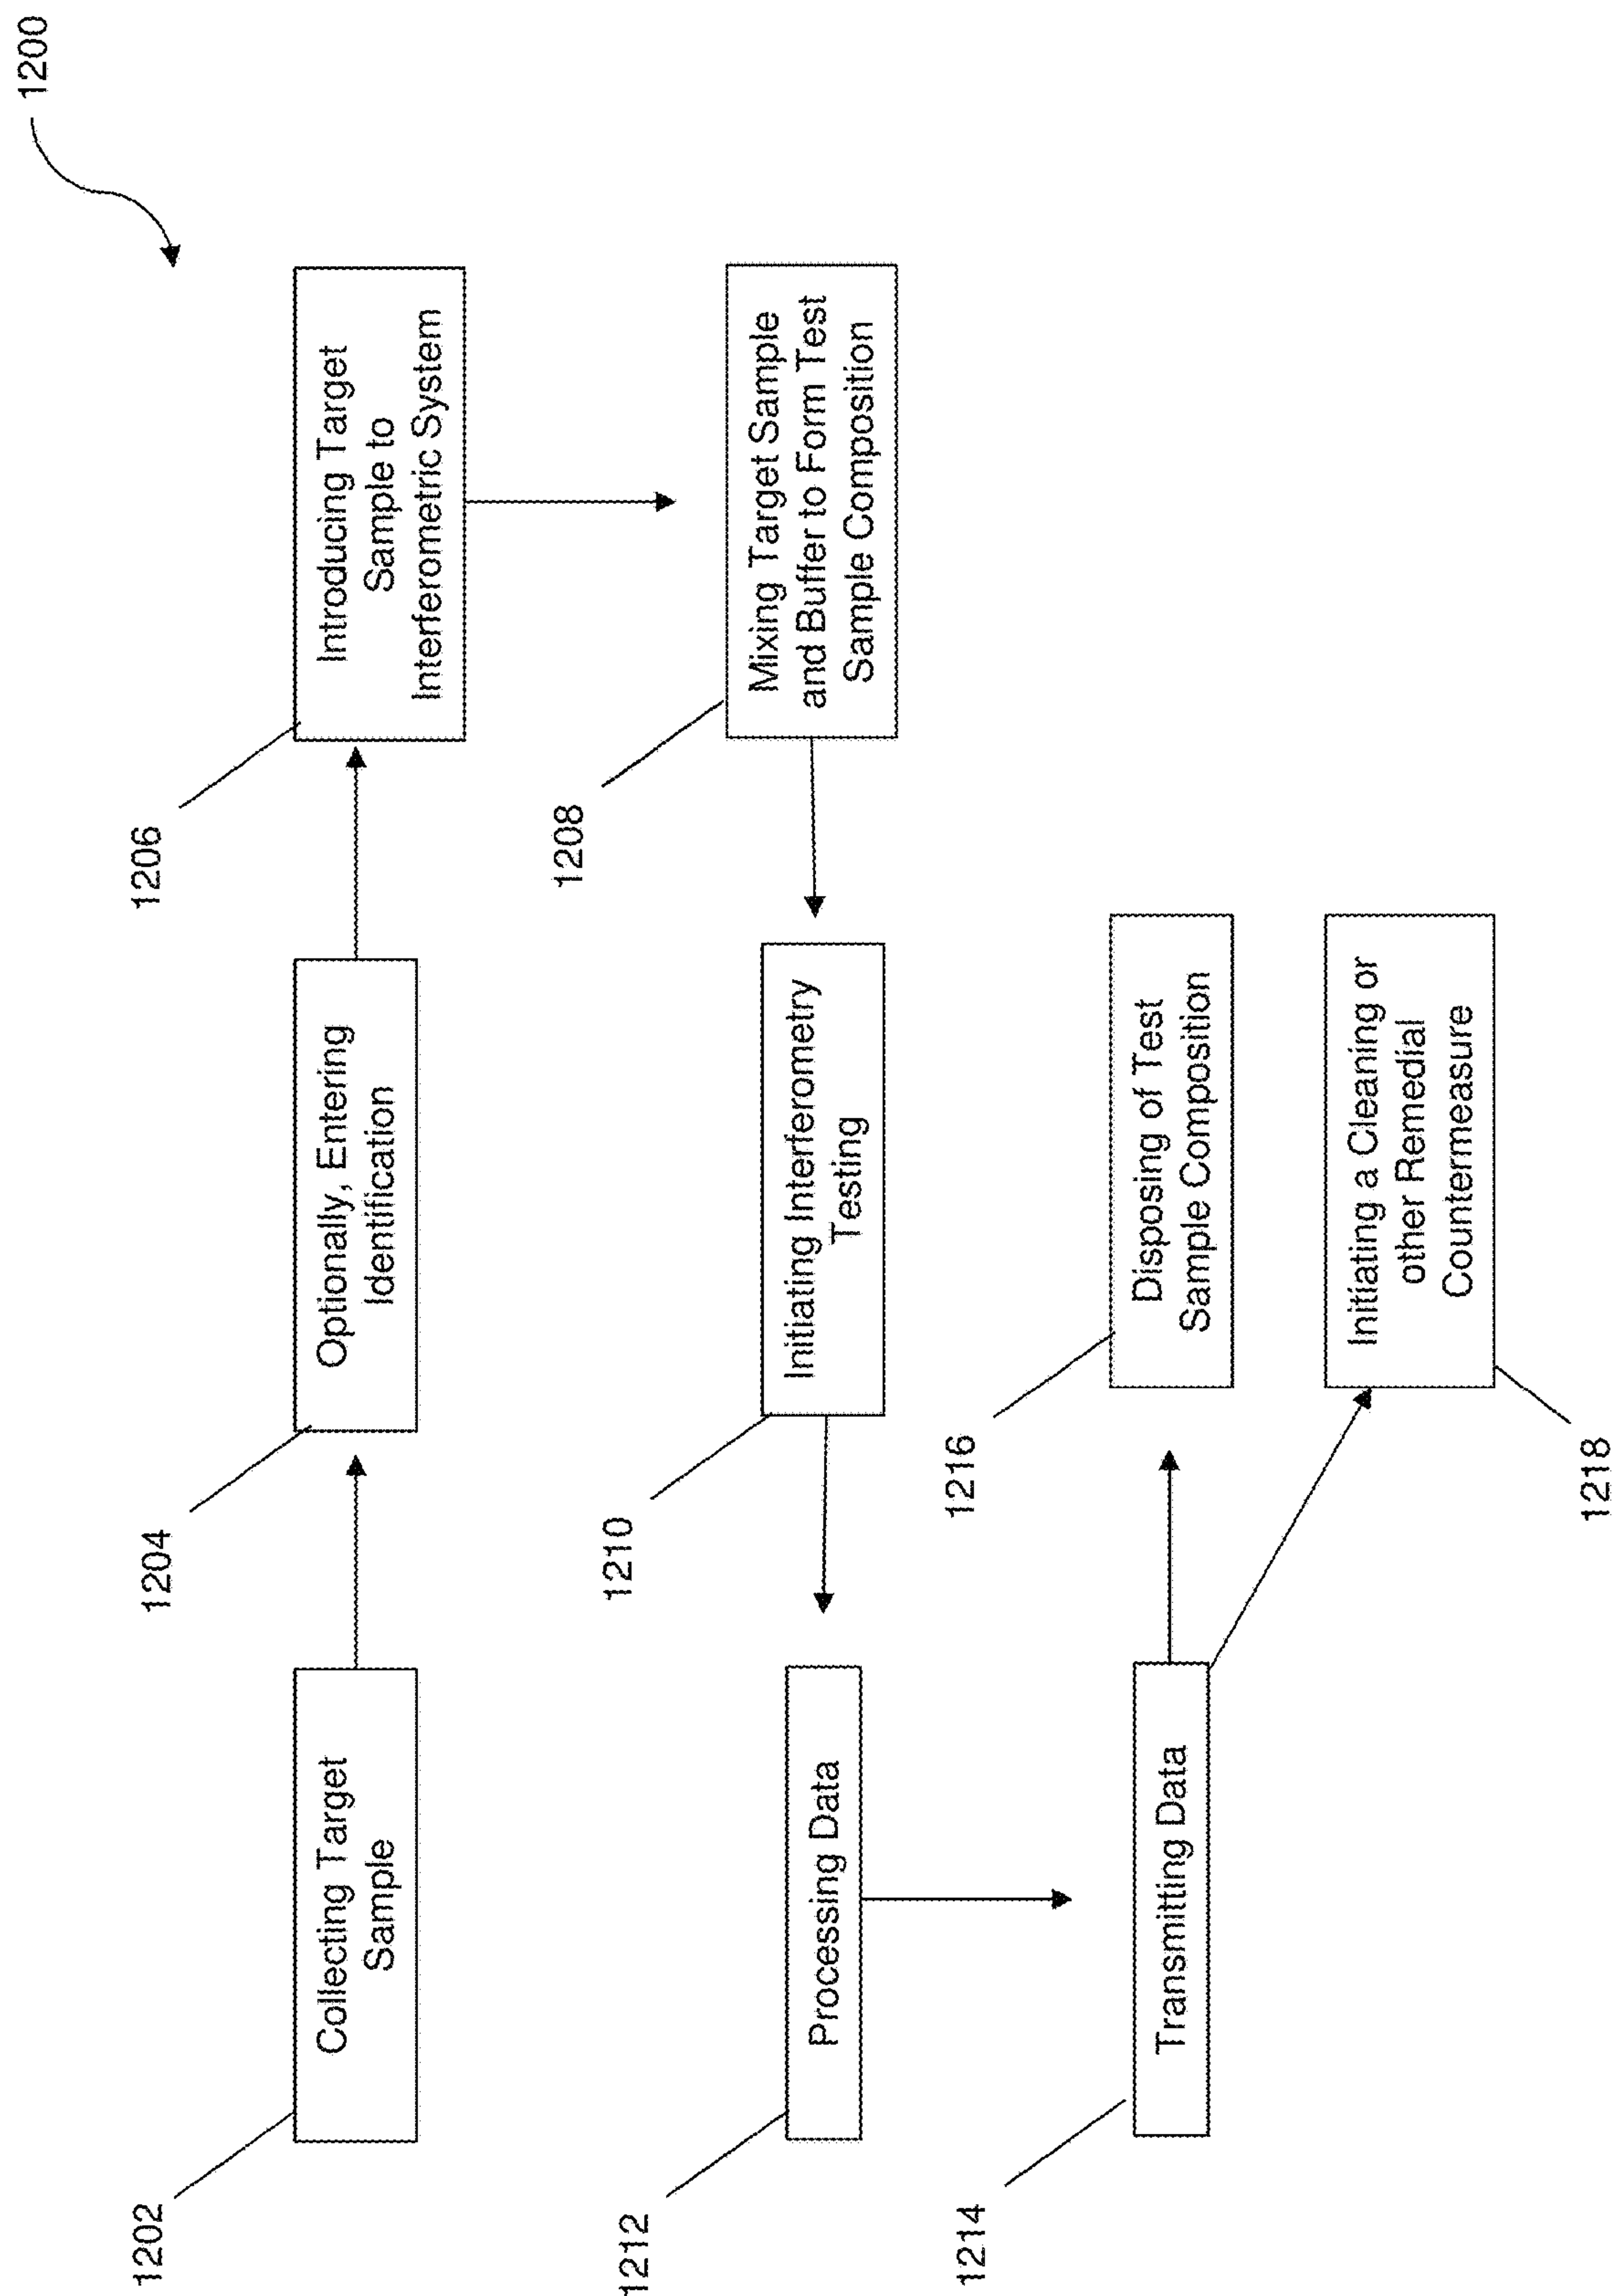 1200
1202
Collecting Target
Sample
1204
Optionally, Entering
Identification
1206
Introducing Target
Sample to
Interferometric System
1208
Mixing Target Sample
and Buffer to Form Test
Sample Composition
1210
Initiating Interferometry
Testing
1212
Processing Data
1214
Transmitting Data
1216
Disposing of Test
Sample Composition
1218
Initiating a Cleaning or
other Remedial
Countermeasure